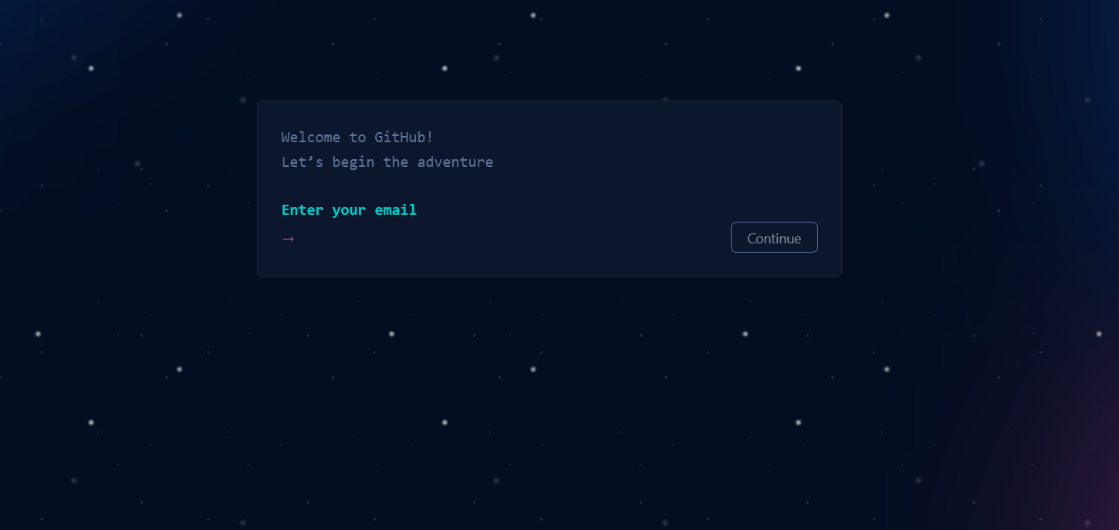 Welcome to GitHub!
Let’s begin the adventure
Enter your email
→
Continue